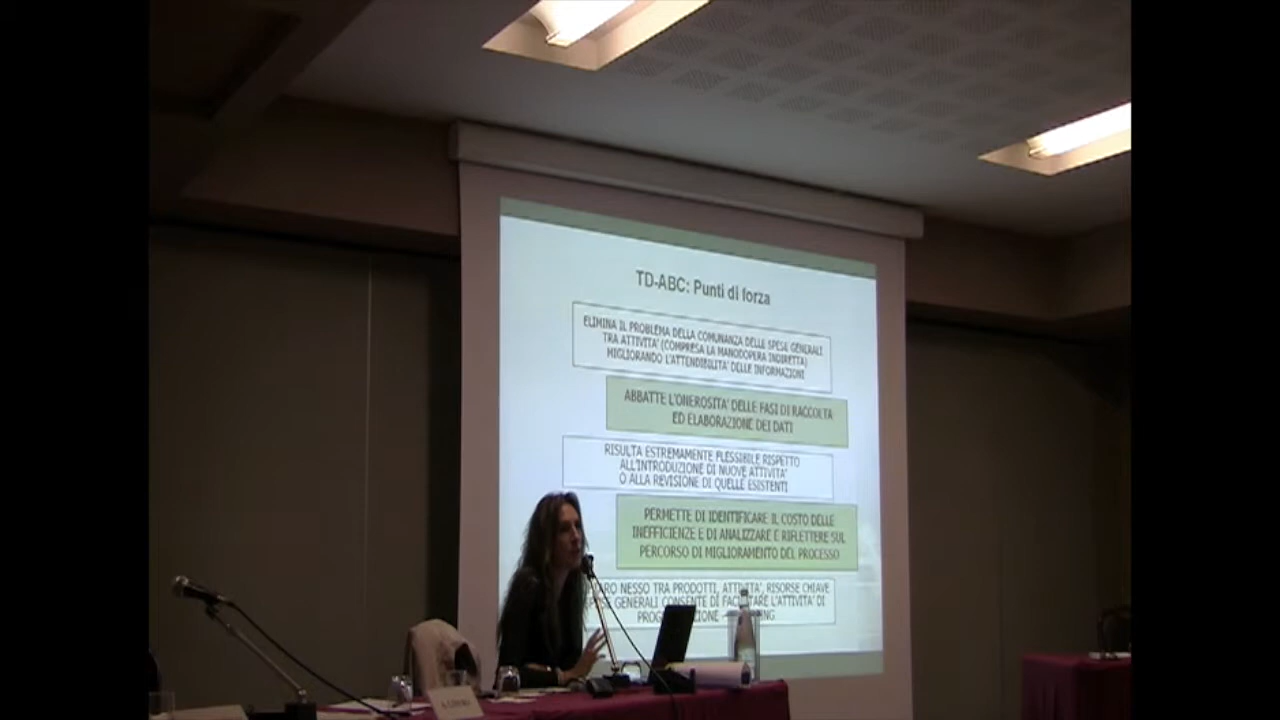 TD-ABC: Punti di forza
ELIMINA IL PROBLEMA DELLA COMUNANZA DELLE SPESE GENERALI
TRA ATTIVITA' (COMPRESA LA MANODOPERA INDIRETTA)
MIGLIORANDO L'ATTENDIBILITA' DELLE INFORMAZIONI
ABBATTE L'ONEROSITA' DELLE FASI DI RACCOLTA
ED ELABORAZIONE DEI DATI
RISULTA ESTREMAMENTE FLESSIBILE RISPETTO
ALL'INTRODUZIONE DI NUOVE ATTIVITA'
O ALLA REVISIONE DI QUELLE ESISTENTI
PERMETTE DI IDENTIFICARE IL COSTO DELLE
INEFFICIENZE E DI ANALIZZARE E RIFLETTERE SUL
PERCORSO DI MIGLIORAMENTO DEL PROCESSO
NESSO TRA PRODOTTI, ATTIVITA', RISORSE CHIAVE
GENERALI CONSENTE DI FACILITARE L'ATTIVITA' DI